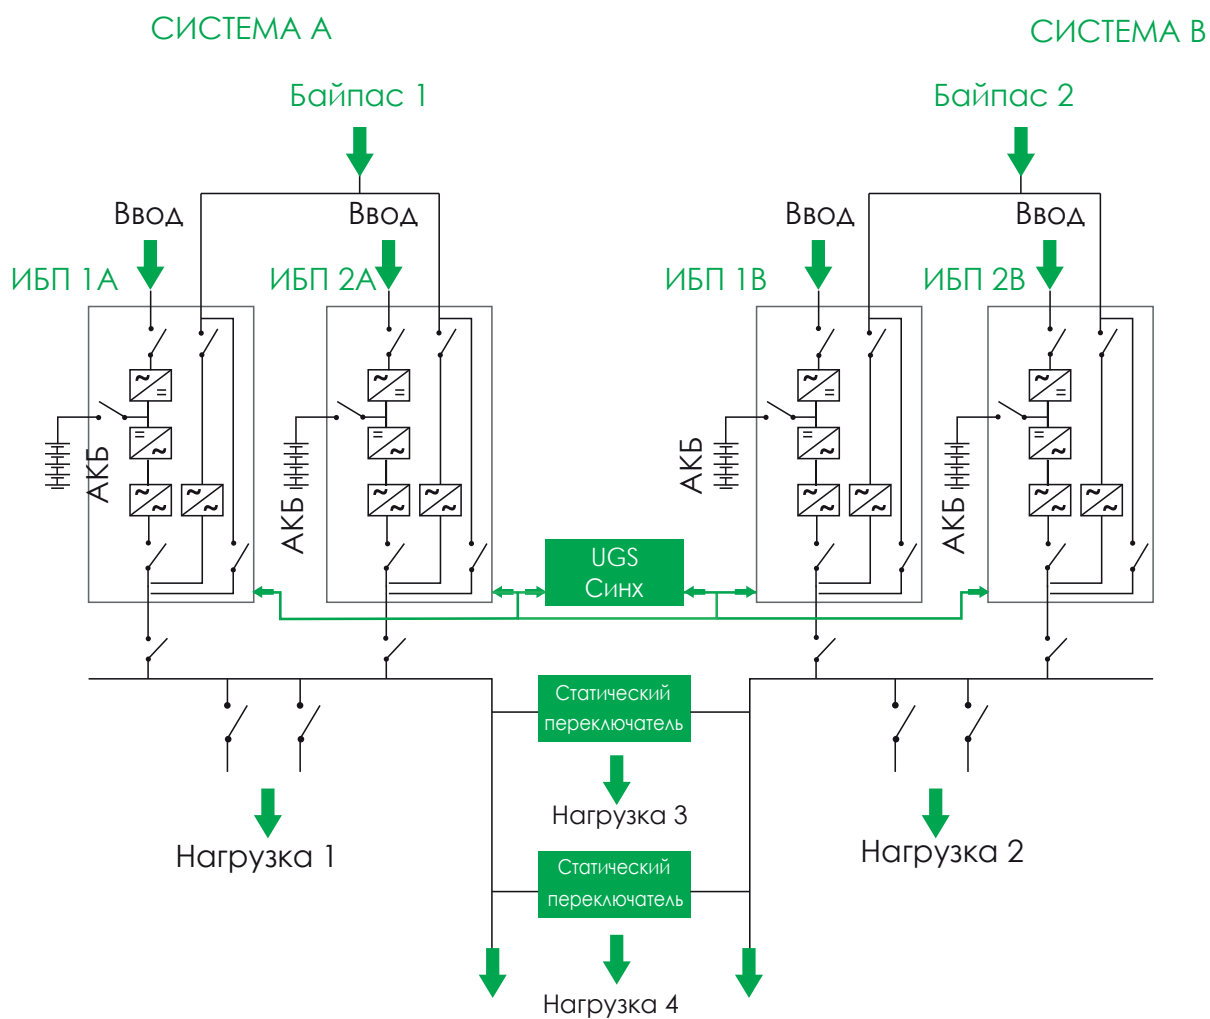 СИСТЕМА А
СИСТЕМА В
Байпас 1
Байпас 2
Ввод
Ввод
Ввод
Ввод
ИБП 1А
ИБП 2А
ИБП 1В
ИБП 2В
АКБ
АКБ
АКБ
АКБ
UGS
Синх
Статический
переключатель
Нагрузка 3
Нагрузка 1
Нагрузка 2
Статический
переключатель
Нагрузка 4